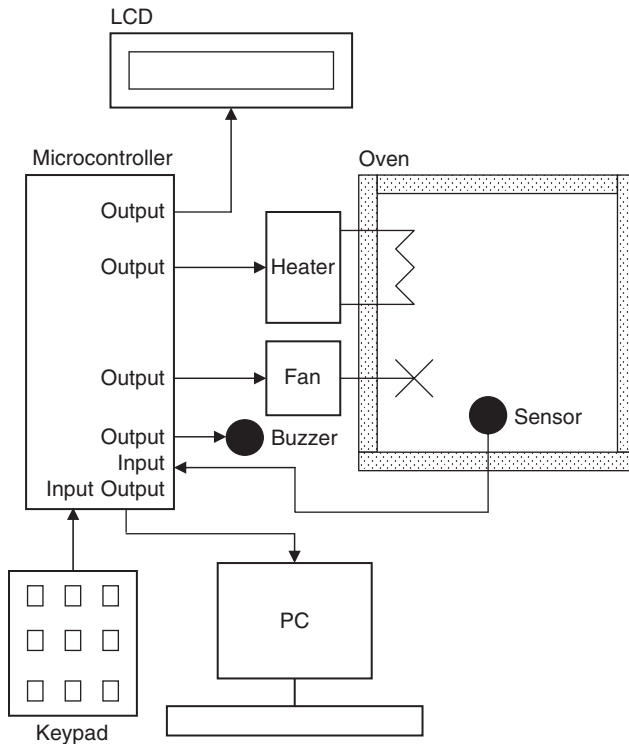 LCD
Microcontroller
Oven
Output
Output
Heater
Output
Fan
Output
Buzzer
Sensor
Input
Input Output
PC
Keypad